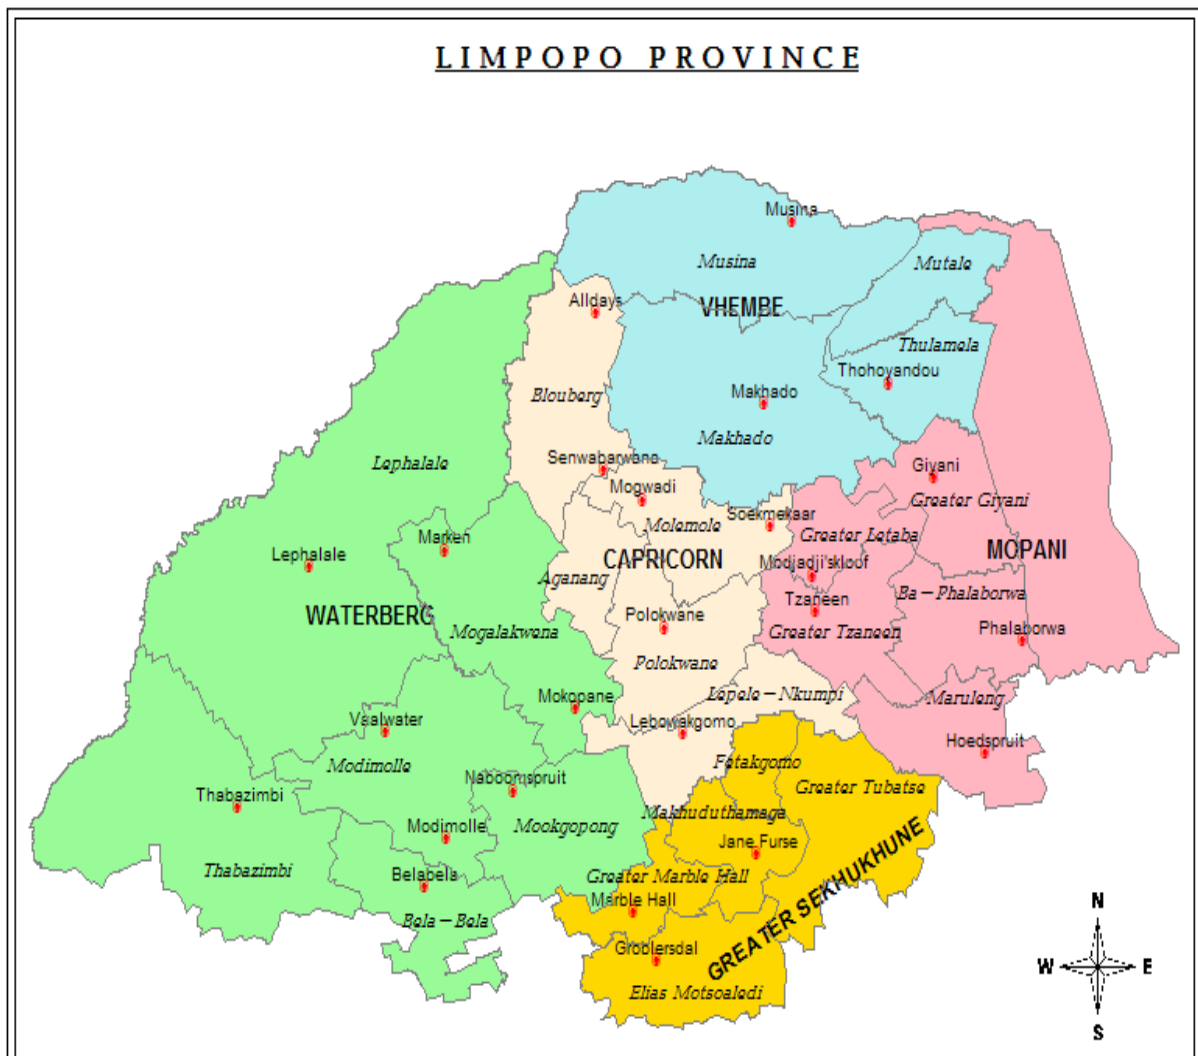 LIMPOPO PROVINCE
Musina
Musina
Mutale
Alldays
VHEMBE
Thulamela
Thohoyandou
Blouberg
Makhado
Makhado
Lephalale
Senwabarwana
Giyani
Mogwadi
Greater Giyani
Molemole
Soekmekaar
Greater Letaba
Marken
Lephalale
CAPRICORN
MOPANI
Aganang
Modjadji'skloof
Ba-Phalaborwa
Tzaneen
WATERBERG
Polokwane
Mogalakwena
Greater Tzaneen
Phalaborwa
Polokwane
Lepele-Nkumpi
Maruleng
Mokopane
Vaalwater
Lebowakgomo
Hoedspruit
Modimolle
Fetakgomo
Naboomspruit
Greater Tubatse
Thabazimbi
Makhuduthamaga
Modimolle
Mookgopong
Jane Furse
Thabazimbi
Belabela
Greater Marble Hall
GREATER SEKHUKHUNE
Marble Hall
Bela-Bela
Groblersdal
Elias Motsoaledi
N
W
E
S